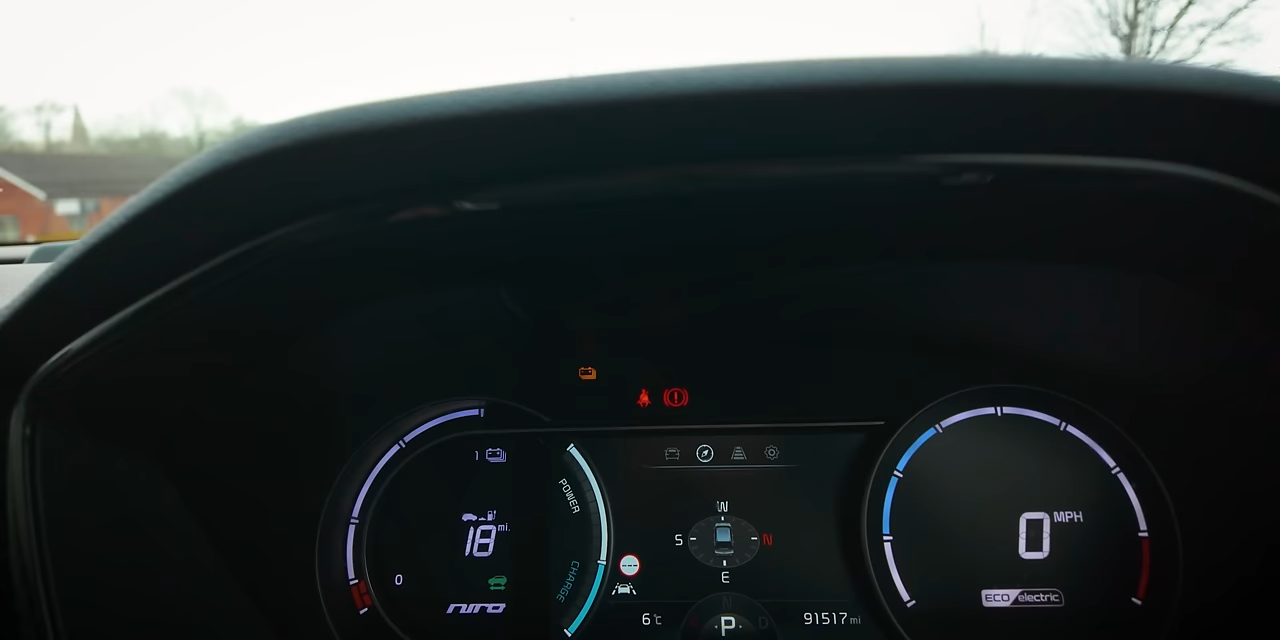 1
18 mi.
0
niro
POWER
CHARGE
W
S N
E
6°C
P D
91517 mi
0 MPH
ECO electric